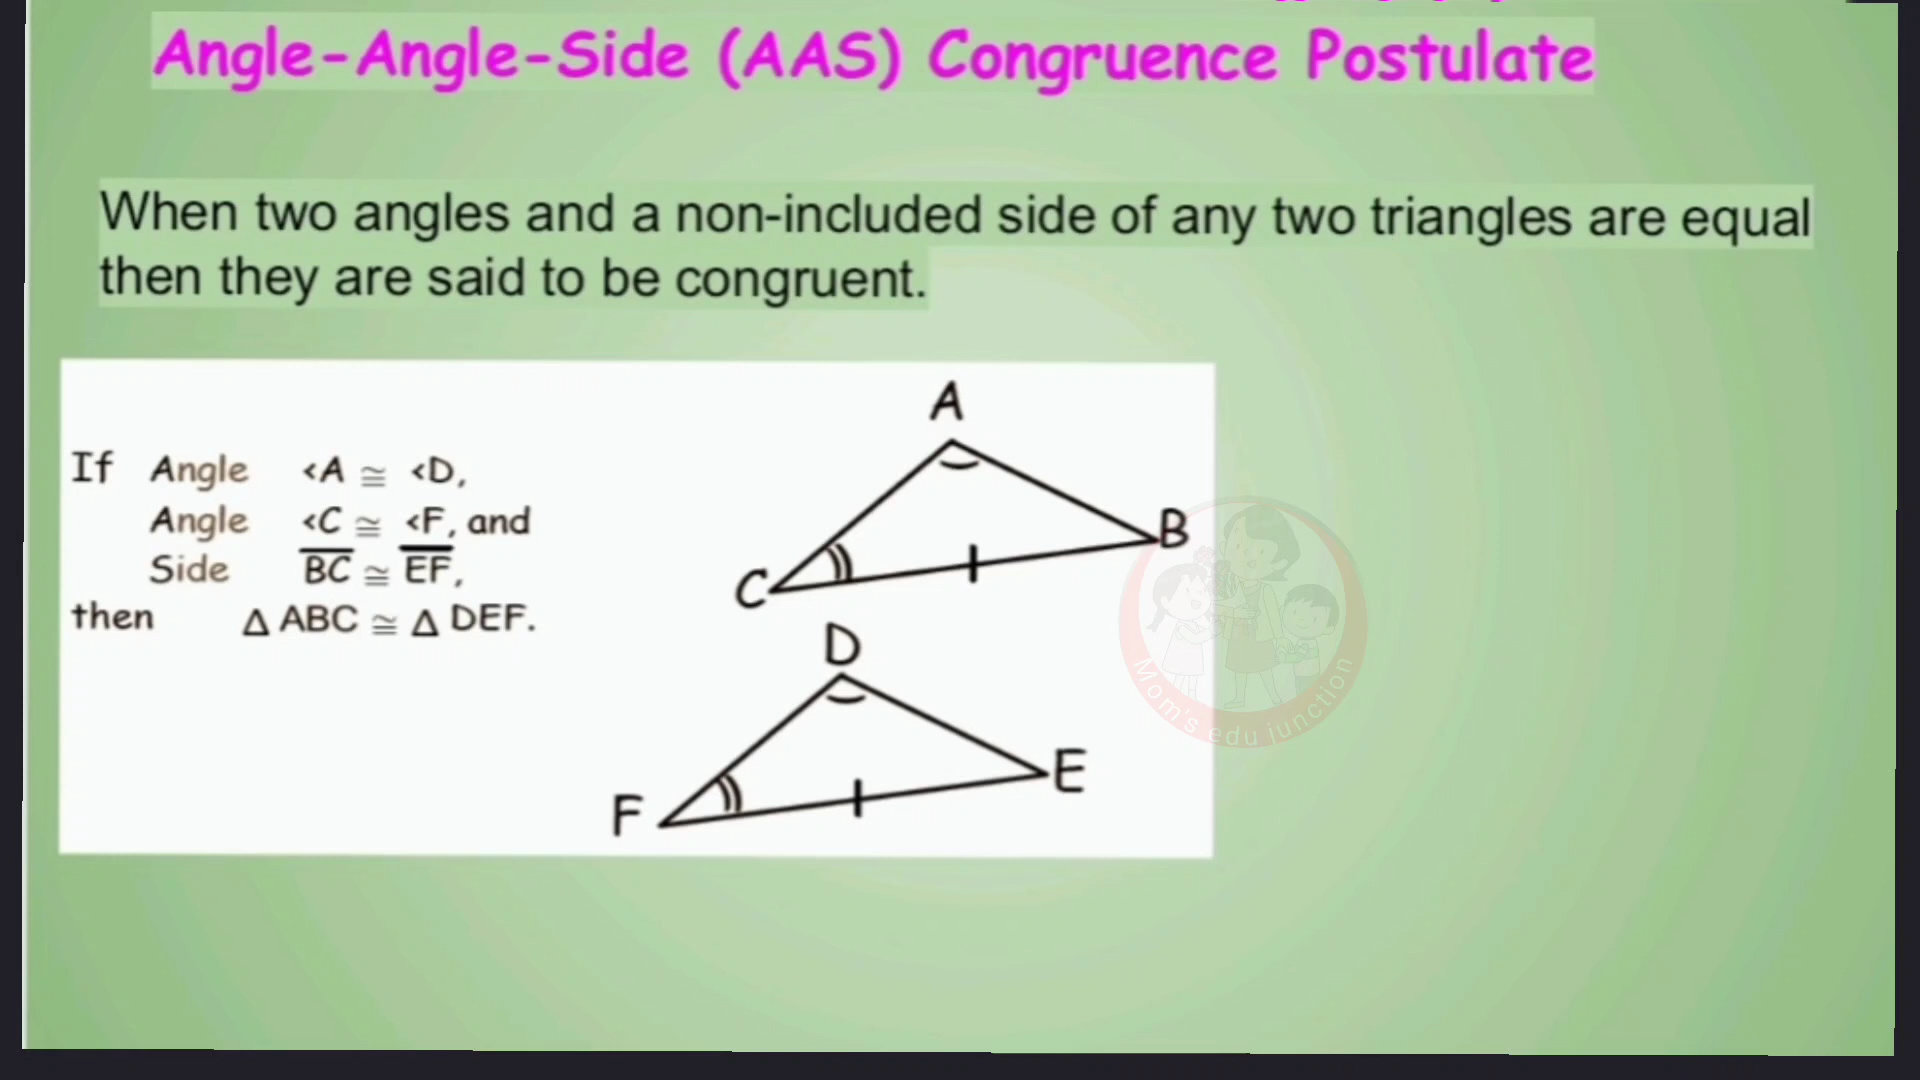 Angle-Angle-Side (AAS) Congruence Postulate
When two angles and a non-included side of any two triangles are equal
then they are said to be congruent.
If Angle <A ≅ <D,
Angle <C ≅ <F, and
Side BC ≅ EF,
then Δ ABC ≅ Δ DEF.
A
B
C
D
E
F
Mom's edu junction